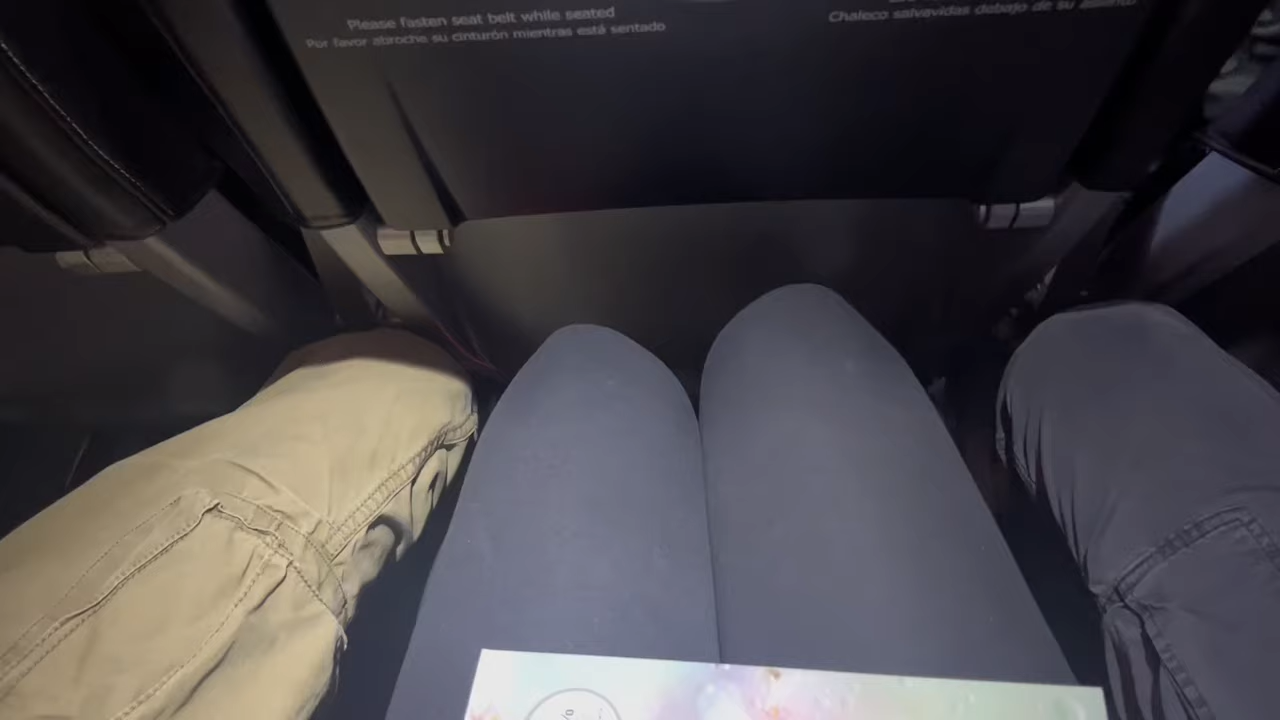 Please fasten seat belt while seated
Por favor abroche su cinturón mientras está sentado
Chaleco salvavidas debajo de su asiento
%